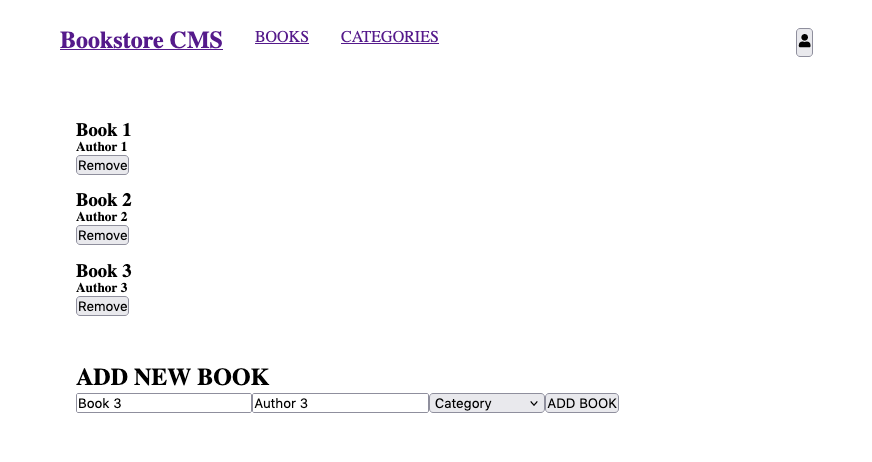 Bookstore CMS BOOKS CATEGORIES
Book 1
Author 1
Remove
Book 2
Author 2
Remove
Book 3
Author 3
Remove
ADD NEW BOOK
Book 3 Author 3 Category ADD BOOK